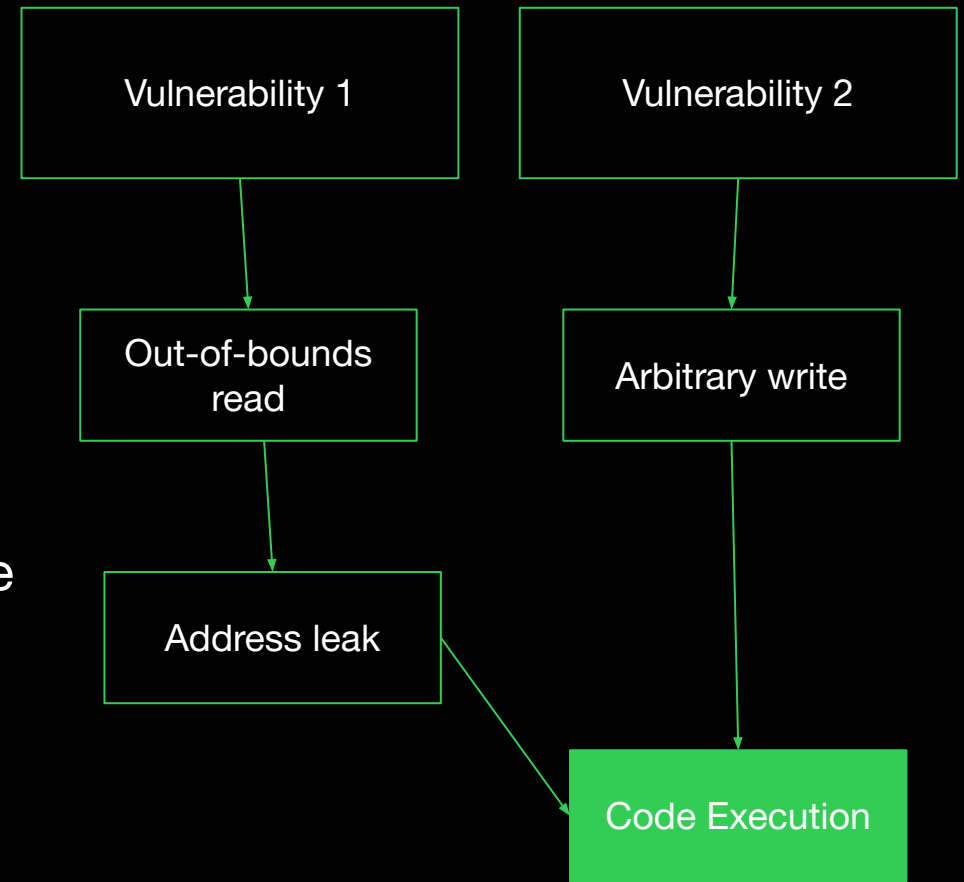 Vulnerability 1
Vulnerability 2
Out-of-bounds
read
Arbitrary write
Address leak
Code Execution